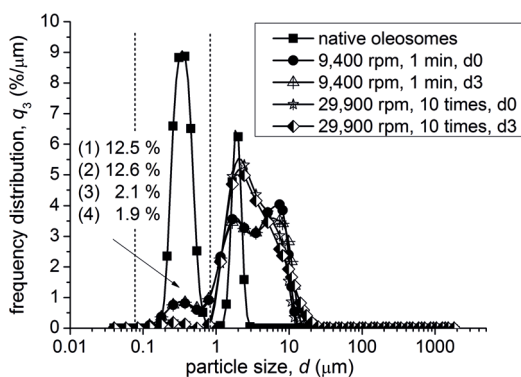 frequency distribution, q3 (%/μm)
10
9
8
7
6
5
4
3
2
1
0
native oleosomes
9,400 rpm, 1 min, d0
9,400 rpm, 1 min, d3
29,900 rpm, 10 times, d0
29,900 rpm, 10 times, d3
(1) 12.5 %
(2) 12.6 %
(3) 2.1 %
(4) 1.9 %
0.01 0.1 1 10 100 1000
particle size, d (μm)